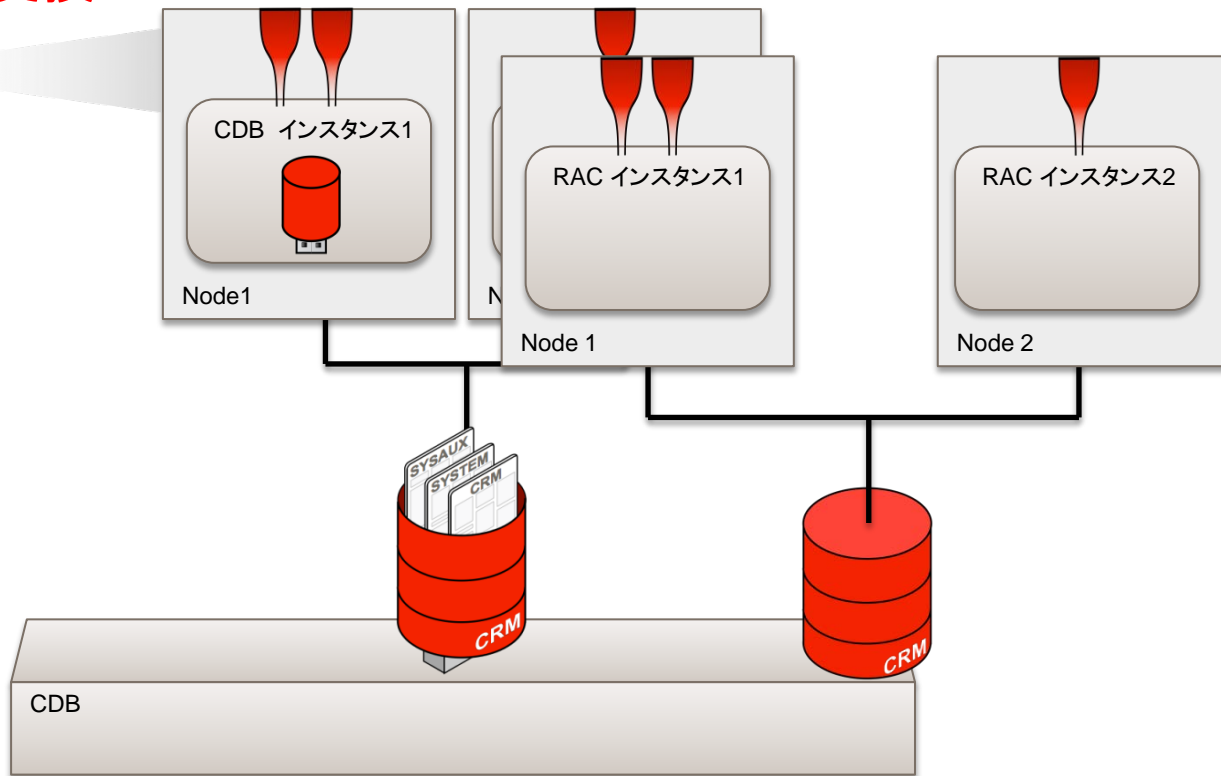 CDB インスタンス1
Node1
N
RAC インスタンス1
Node 1
RAC インスタンス2
Node 2
SYSAUX
SYSTEM
CRM
CRM
CRM
CDB